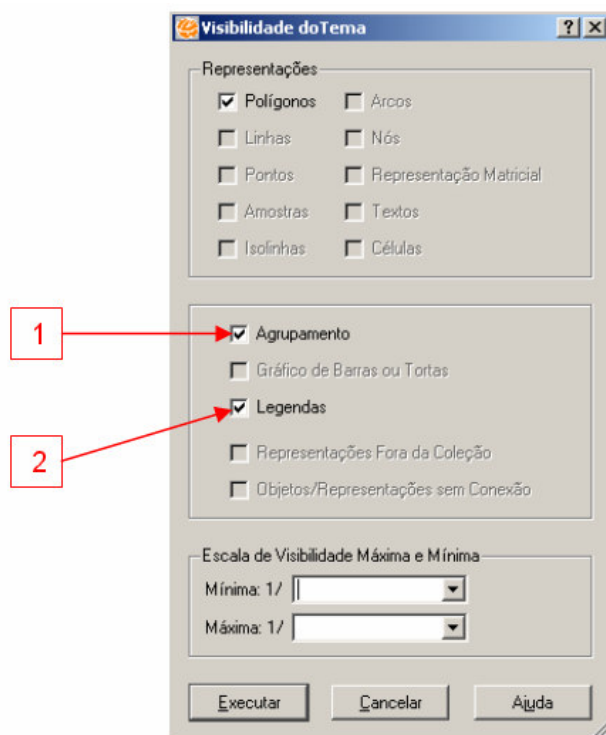 Visibilidade doTema
Representações
Polígonos Arcos
Linhas Nós
Pontos Representação Matricial
Amostras Textos
Isolinhas Células
1 Agrupamento
Gráfico de Barras ou Tortas
2 Legendas
Representações Fora da Coleção
Objetos/Representações sem Conexão
Escala de Visibilidade Máxima e Mínima
Mínima: 1/
Máxima: 1/
Executar Cancelar Ajuda